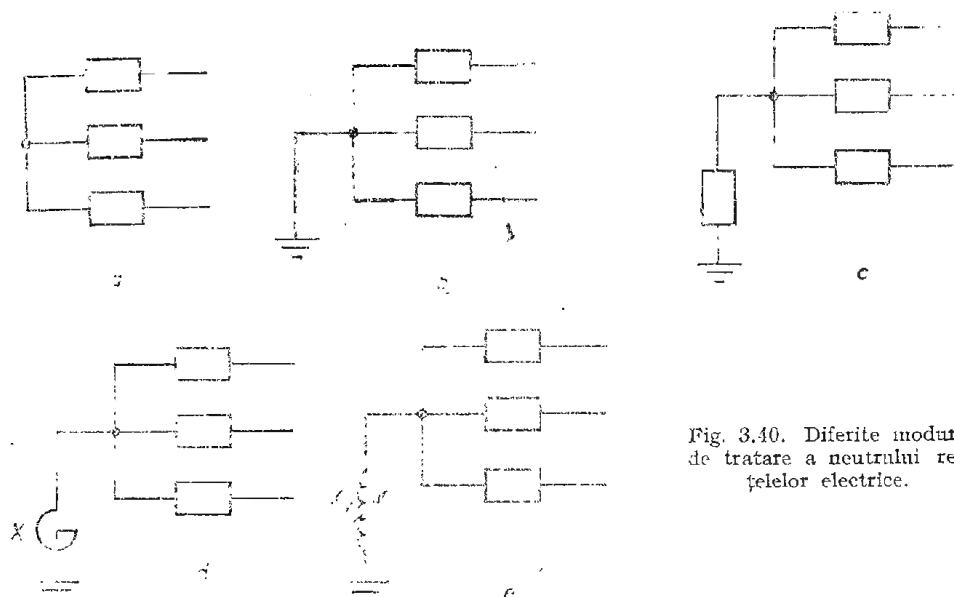 c
X
Fig. 3.40. Diferite modu
de tratare a neutrului re-
țelelor electrice.